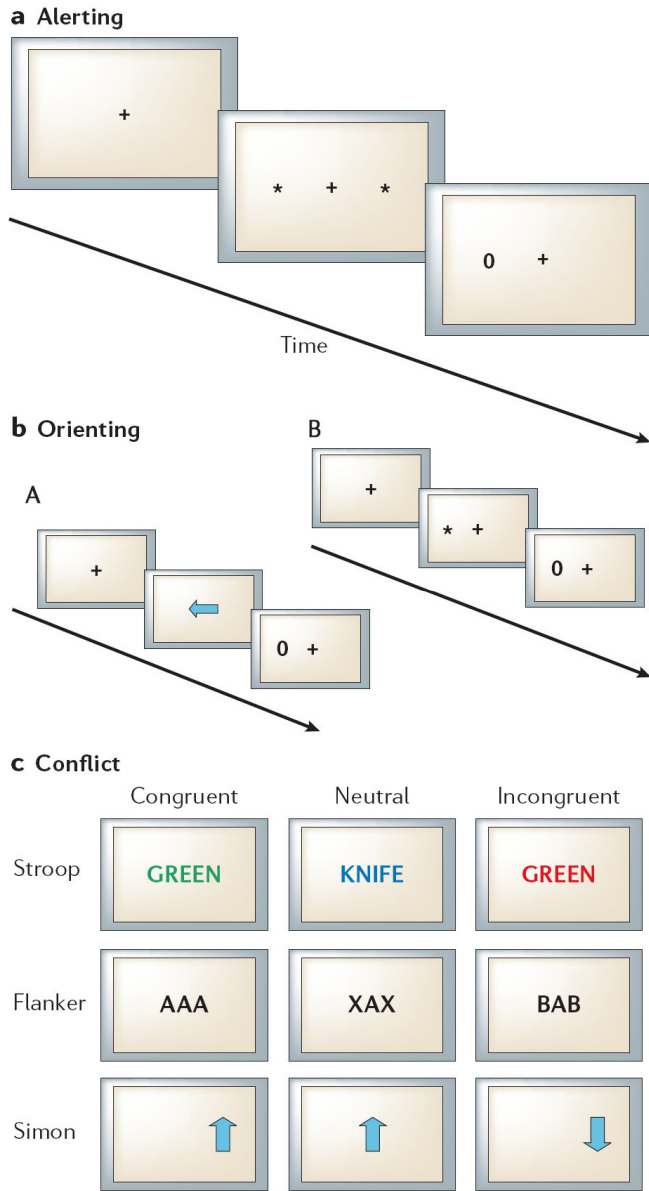 a Alerting
+
* + *
0 +
Time
b Orienting
A
+
0 +
B
+
* +
0 +
c Conflict
Congruent Neutral Incongruent
Stroop GREEN KNIFE GREEN
Flanker AAA XAX BAB
Simon